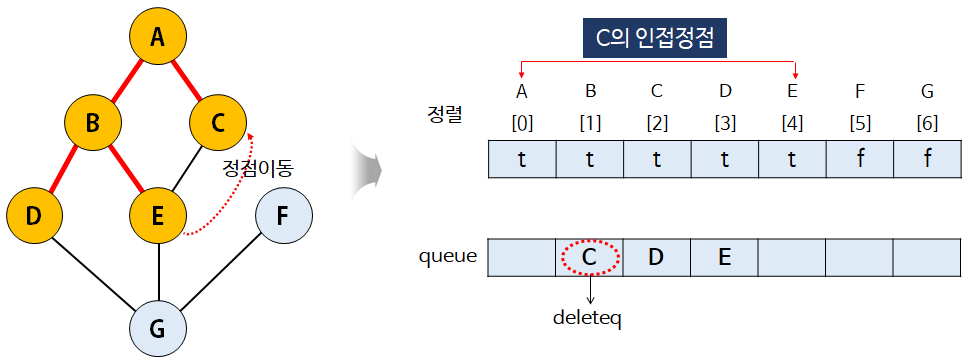 A
B
C
정점이동
D
E
F
G
C의 인접정점
A B C D E F G
정렬 [0] [1] [2] [3] [4] [5] [6]
t t t t t f f
queue C D E
deleteq